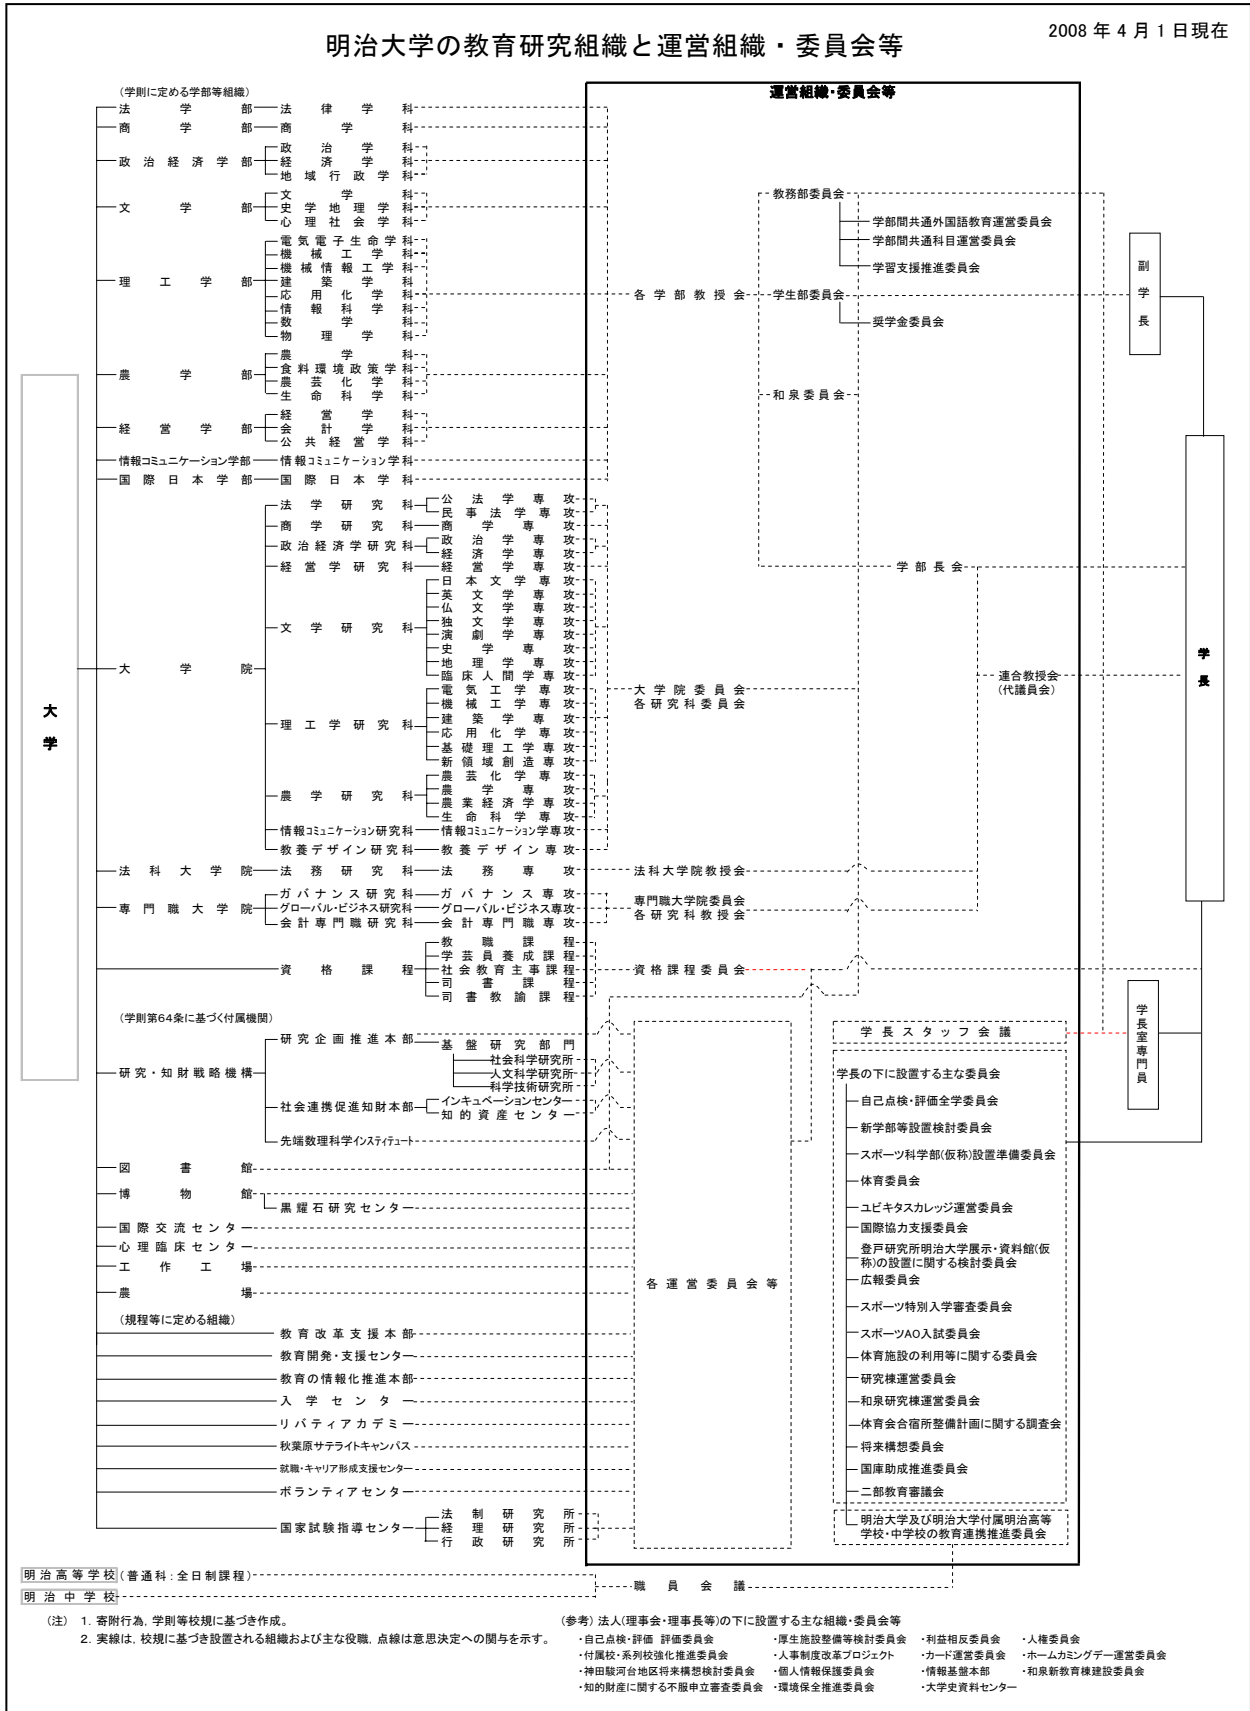 2008 年 4 月 1 日現在
明治大学の教育研究組織と運営組織・委員会等
(学則に定める学部等組織)
運営組織・委員会等
法学部 法律学科
商学部 商学科
政治経済学部
政治学科
経済学科
地域行政学科
文学部
文学科
史学地理学科
心理社会学科
理工学部
電気電子生命学科
機械工学科
機械情報工学科
建築学科
応用化学科
情報科学科
数学科
物理学科
農学部
農学科
食料環境政策学科
農芸化学科
生命科学科
経営学部
経営学科
会計学科
公共経営学科
情報コミュニケーション学部 情報コミュニケーション学科
国際日本学部 国際日本学科
大学
大学院
法学研究科
公法学専攻
民事法学専攻
商学研究科 商学専攻
政治経済学研究科
政治学専攻
経済学専攻
経営学研究科 経営学専攻
文学研究科
日本文学専攻
英文学専攻
仏文学専攻
独文学専攻
演劇学専攻
史学専攻
地理学専攻
臨床人間学専攻
理工学研究科
電気工学専攻
機械工学専攻
建築学専攻
応用化学専攻
基礎理工学専攻
新領域創造専攻
農学研究科
農芸化学専攻
農学専攻
農業経済学専攻
生命科学専攻
情報コミュニケーション研究科 情報コミュニケーション学専攻
教養デザイン研究科 教養デザイン専攻
法科大学院 法務研究科 法務専攻
専門職大学院
ガバナンス研究科 ガバナンス専攻
グローバル・ビジネス研究科 グローバル・ビジネス専攻
会計専門職研究科 会計専門職専攻
資格課程
教職課程
学芸員養成課程
社会教育主事課程
司書課程
司書教諭課程
(学則第64条に基づく付属機関)
研究・知財戦略機構
研究企画推進本部
基盤研究部門
社会科学研究所
人文科学研究所
科学技術研究所
社会連携促進知財本部
インキュベーションセンター
知的資産センター
先端数理科学インスティテュート
図書館
博物館
黒耀石研究センター
国際交流センター
心理臨床センター
工作工場
農場
(規程等に定める組織)
教育改革支援本部
教育開発・支援センター
教育の情報化推進本部
入学センター
リバティアカデミー
秋葉原サテライトキャンパス
就職・キャリア形成支援センター
ボランティアセンター
国家試験指導センター
法制研究所
経理研究所
行政研究所
各学部教授会
教務部委員会
学部間共通外国語教育運営委員会
学部間共通科目運営委員会
学習支援推進委員会
学生部委員会
奨学金委員会
和泉委員会
学部長会
大学院委員会
各研究科委員会
連合教授会
(代議員会)
法科大学院教授会
専門職大学院委員会
各研究科教授会
資格課程委員会
各運営委員会等
副学長
学長
学長室専門員
学長スタッフ会議
学長の下に設置する主な委員会
自己点検・評価全学委員会
新学部等設置検討委員会
スポーツ科学部(仮称)設置準備委員会
体育委員会
ユビキタスカレッジ運営委員会
国際協力支援委員会
登戸研究所明治大学展示・資料館(仮
称)の設置に関する検討委員会
広報委員会
スポーツ特別入学審査委員会
スポーツAO入試委員会
体育施設の利用等に関する委員会
研究棟運営委員会
和泉研究棟運営委員会
体育会合宿所整備計画に関する調査会
将来構想委員会
国庫助成推進委員会
二部教育審議会
明治大学及び明治大学付属明治高等
学校・中学校の教育連携推進委員会
明治高等学校 (普通科:全日制課程)
明治中学校
職員会議
(注) 1. 寄附行為, 学則等校規に基づき作成。
2. 実線は, 校規に基づき設置される組織および主な役職, 点線は意思決定への関与を示す。
(参考) 法人(理事会・理事長等)の下に設置する主な組織・委員会等
・自己点検・評価 評価委員会 ・厚生施設整備等検討委員会 ・利益相反委員会 ・人権委員会
・付属校・系列校強化推進委員会 ・人事制度改革プロジェクト ・カード運営委員会 ・ホームカミングデー運営委員会
・神田駿河台地区将来構想検討委員会 ・個人情報保護委員会 ・情報基盤本部 ・和泉新教育棟建設委員会
・知的財産に関する不服申立審査委員会 ・環境保全推進委員会 ・大学史資料センター